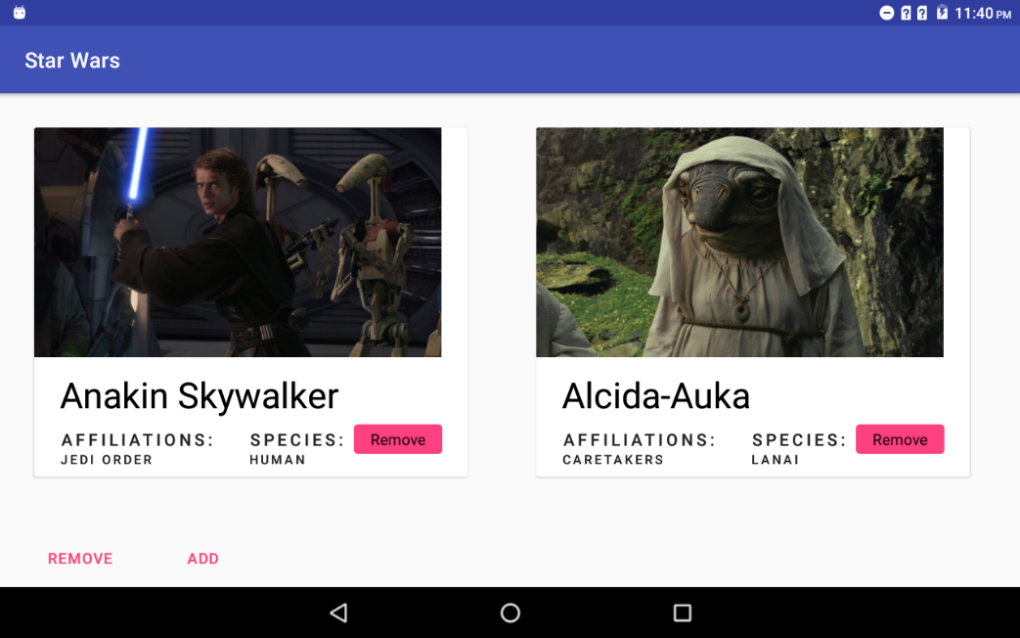 11:40 PM
Star Wars
Anakin Skywalker
AFFILIATIONS: SPECIES: Remove
JEDI ORDER HUMAN
Alcida-Auka
AFFILIATIONS: SPECIES: Remove
CARETAKERS LANAI
REMOVE ADD